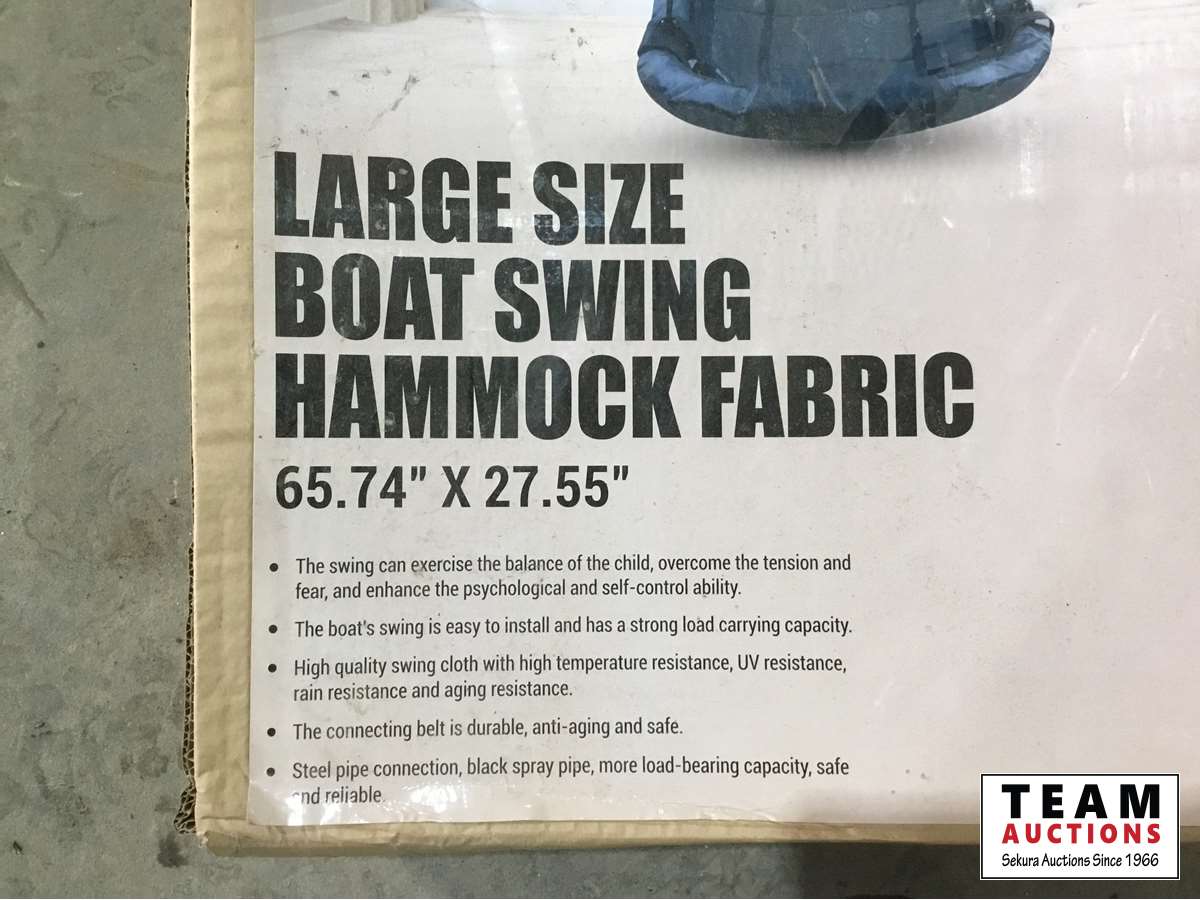 LARGE SIZE
BOAT SWING
HAMMOCK FABRIC
65.74" X 27.55"
• The swing can exercise the balance of the child, overcome the tension and
fear, and enhance the psychological and self-control ability.
• The boat's swing is easy to install and has a strong load carrying capacity.
• High quality swing cloth with high temperature resistance, UV resistance,
rain resistance and aging resistance.
• The connecting belt is durable, anti-aging and safe.
• Steel pipe connection, black spray pipe, more load-bearing capacity, safe
and reliable.
TEAM
AUCTIONS
Sekura Auctions Since 1966